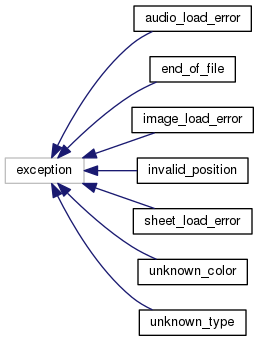 audio_load_error
end_of_file
image_load_error
exception
invalid_position
sheet_load_error
unknown_color
unknown_type